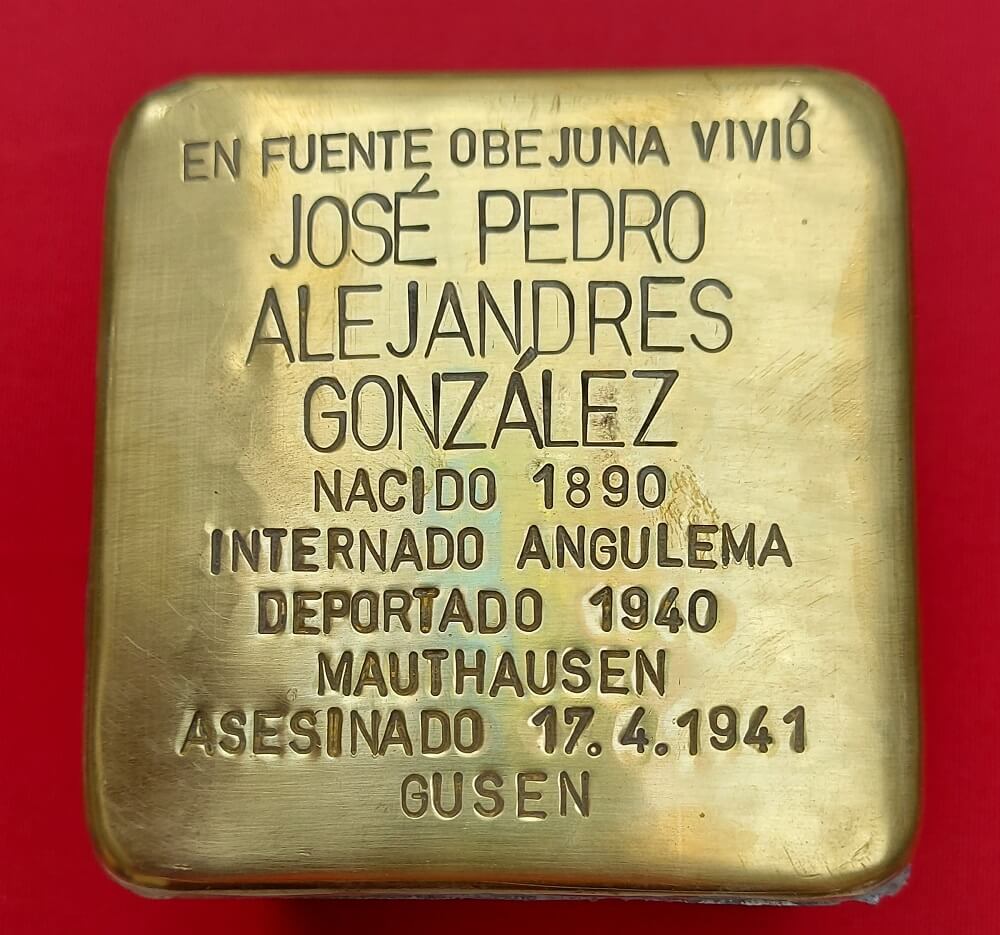 EN FUENTE OBEJUNA VIVIÓ
JOSÉ PEDRO
ALEJANDRES
GONZÁLEZ
NACIDO 1890
INTERNADO ANGULEMA
DEPORTADO 1940
MAUTHAUSEN
ASESINADO 17.4.1941
GUSEN